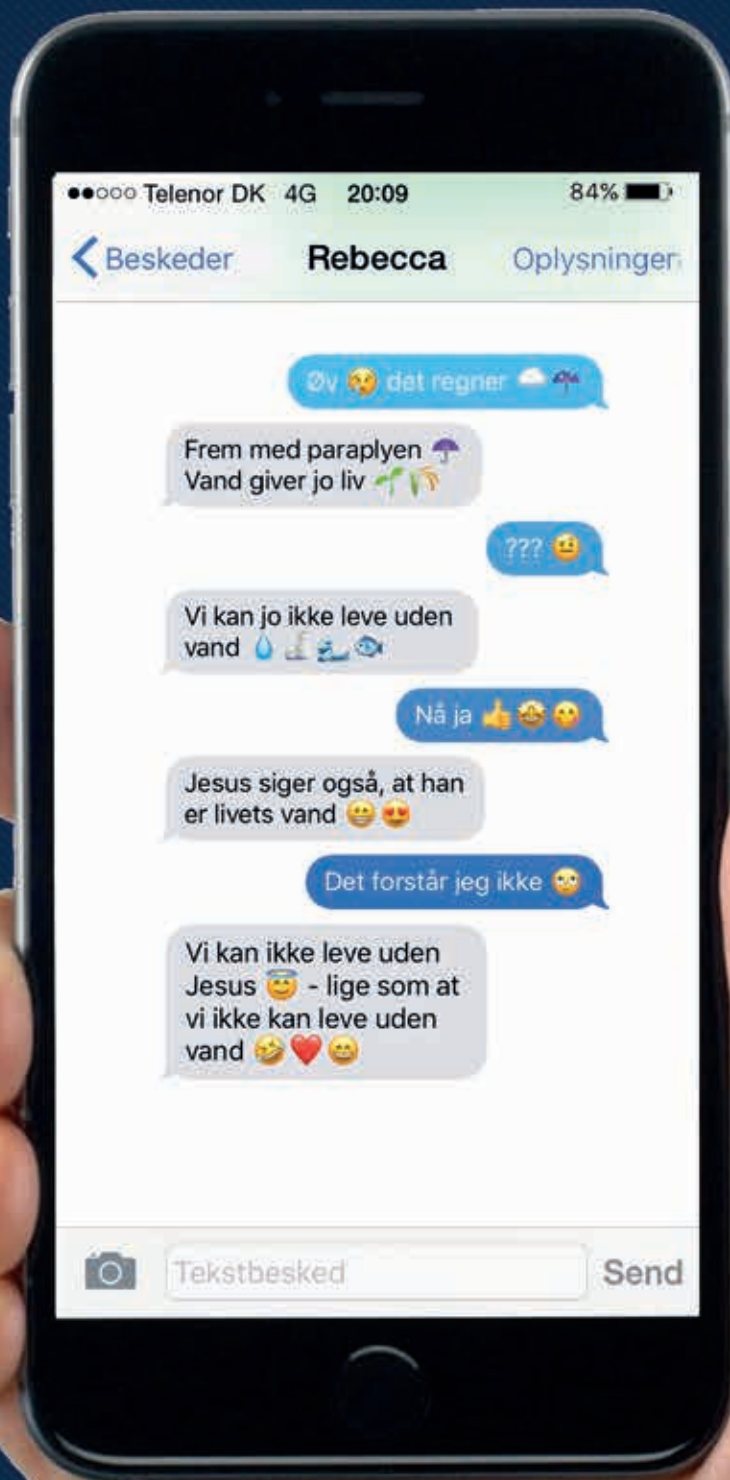 ●●○○○ Telenor DK 4G 20:09 84%
Beskeder Rebecca Oplysninger
Øv 🤧 det regner 🌧️☔
Frem med paraplyen ☂️
Vand giver jo liv 🌱🌾
??? 🤨
Vi kan jo ikke leve uden
vand 💧🚰🌊🐟
Nå ja 👍🤩😋
Jesus siger også, at han
er livets vand 😀😍
Det forstår jeg ikke 🙄
Vi kan ikke leve uden
Jesus 😇 - lige som at
vi ikke kan leve uden
vand 🤣❤️😁
Tekstbesked Send